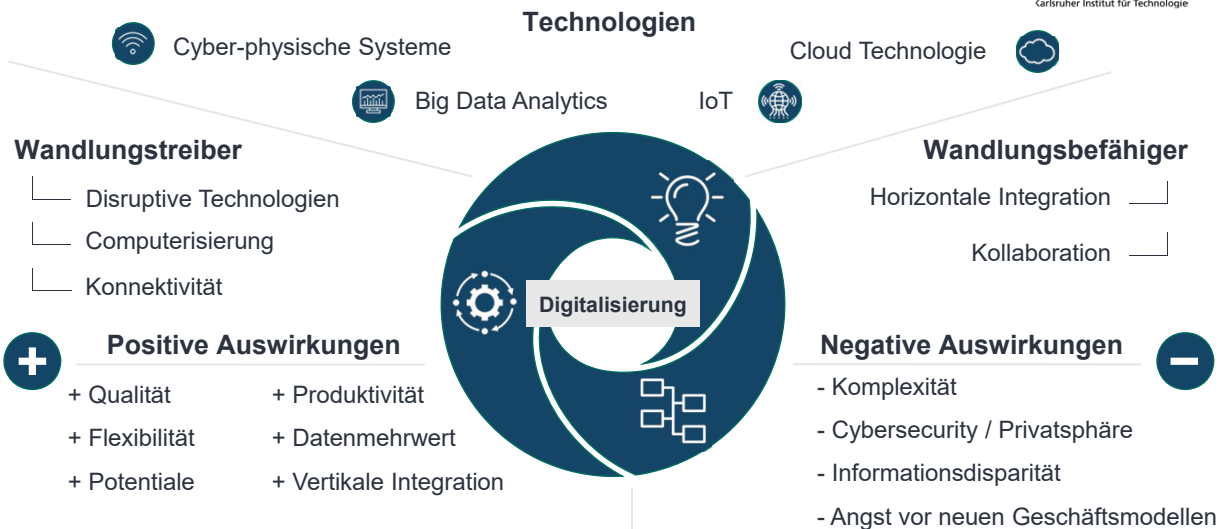 Karlsruher Institut für Technologie
Technologien
Cyber-physische Systeme
Cloud Technologie
Big Data Analytics
IoT
Wandlungstreiber
Disruptive Technologien
Computerisierung
Konnektivität
Wandlungsbefähiger
Horizontale Integration
Kollaboration
Digitalisierung
Positive Auswirkungen
+ Qualität
+ Produktivität
+ Flexibilität
+ Datenmehrwert
+ Potentiale
+ Vertikale Integration
Negative Auswirkungen
- Komplexität
- Cybersecurity / Privatsphäre
- Informationsdisparität
- Angst vor neuen Geschäftsmodellen